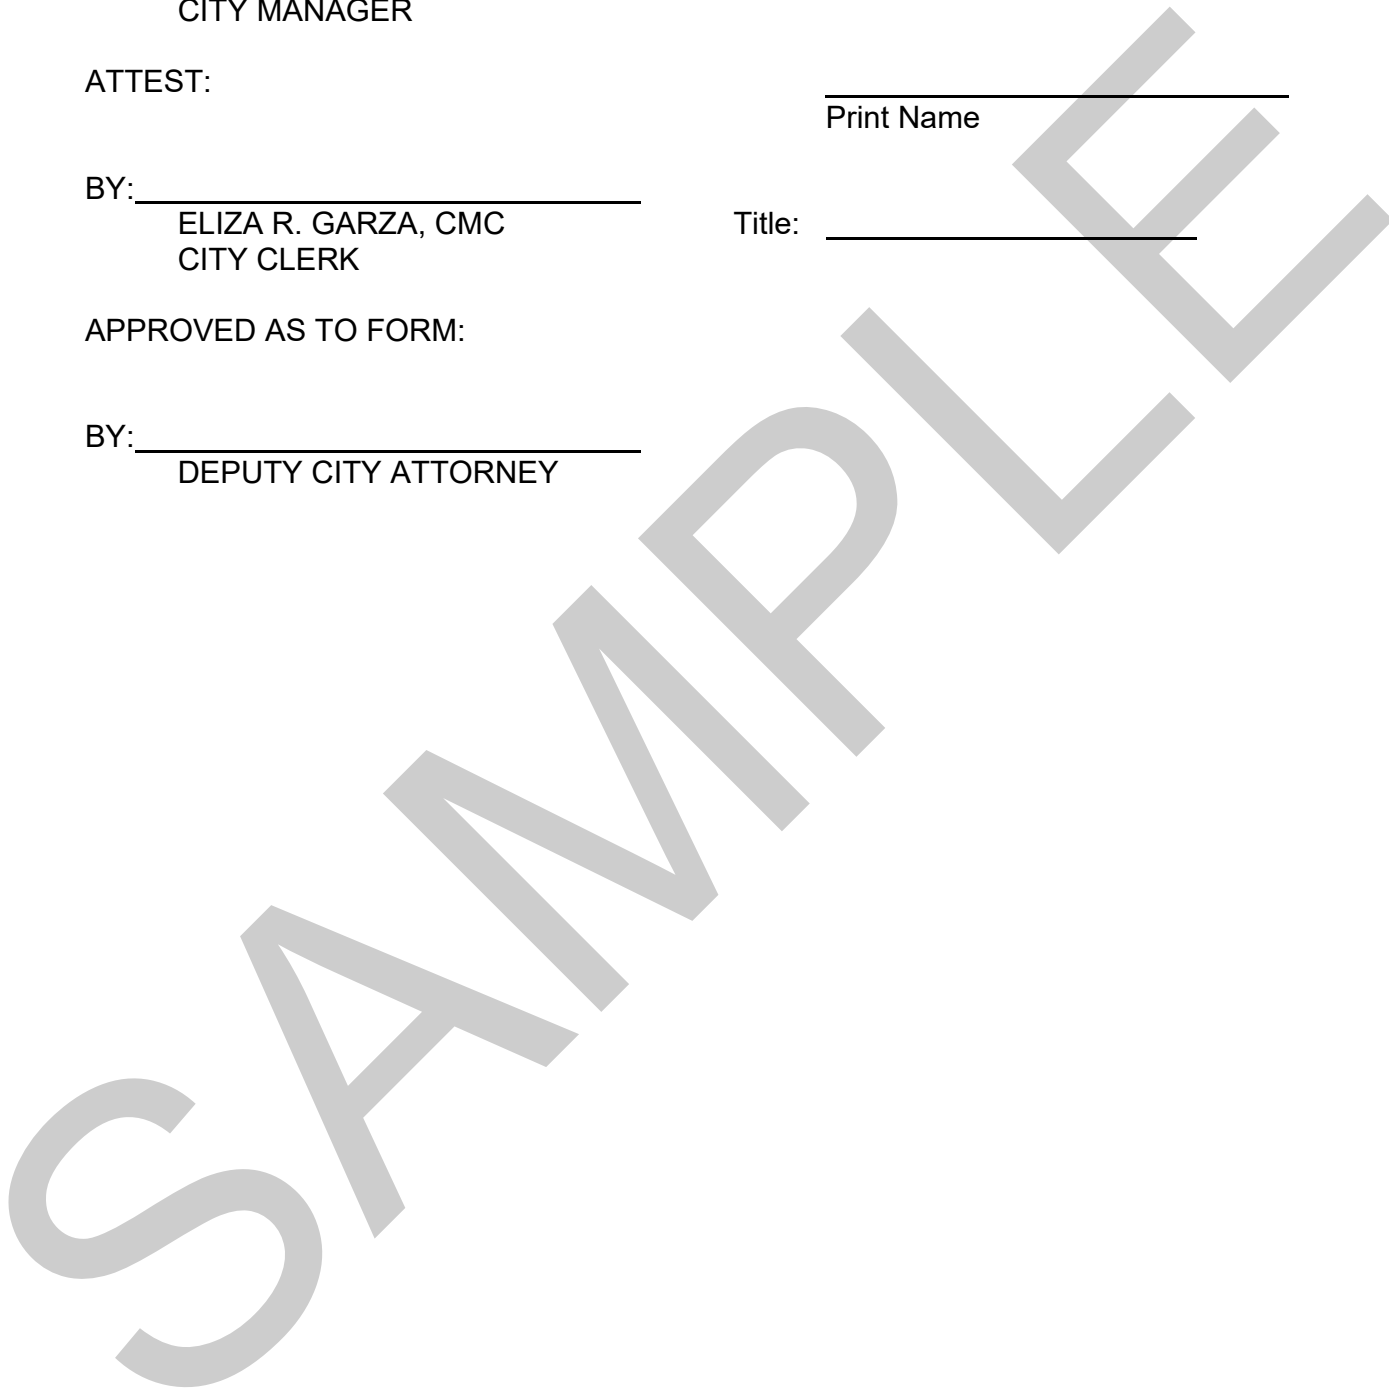 CITY MANAGER
ATTEST:
Print Name
BY:
ELIZA R. GARZA, CMC
Title:
CITY CLERK
APPROVED AS TO FORM:
BY:
DEPUTY CITY ATTORNEY
SAMPLE